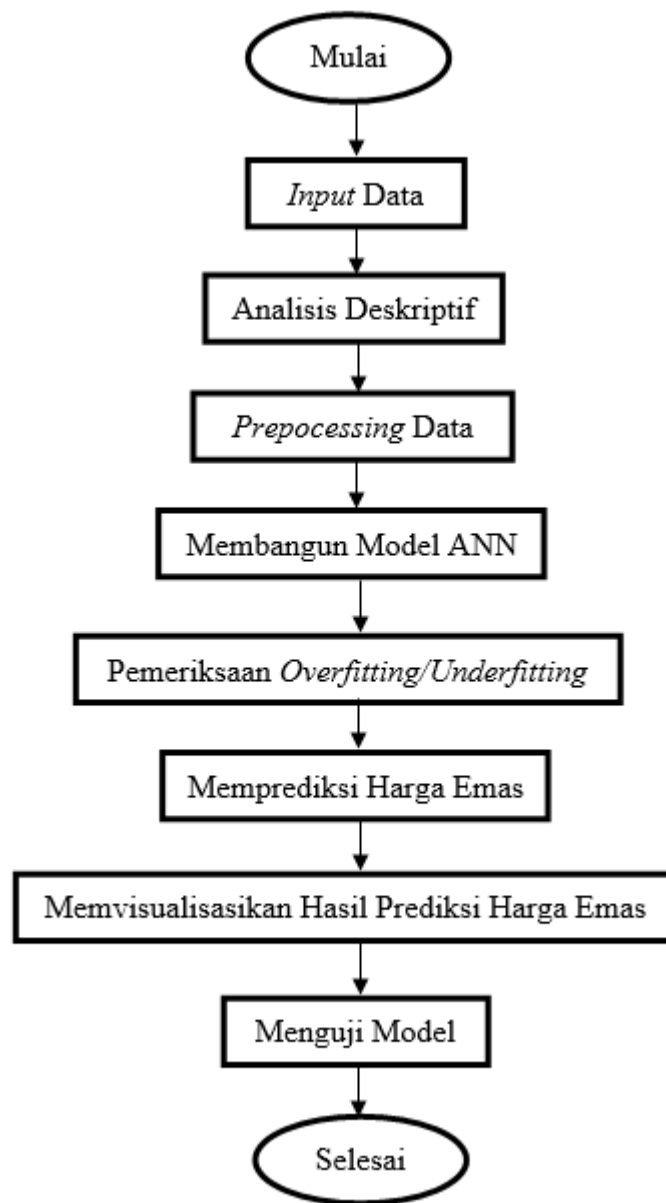 Mulai
Input Data
Analisis Deskriptif
Prepocessing Data
Membangun Model ANN
Pemeriksaan Overfitting/Underfitting
Memprediksi Harga Emas
Memvisualisasikan Hasil Prediksi Harga Emas
Menguji Model
Selesai